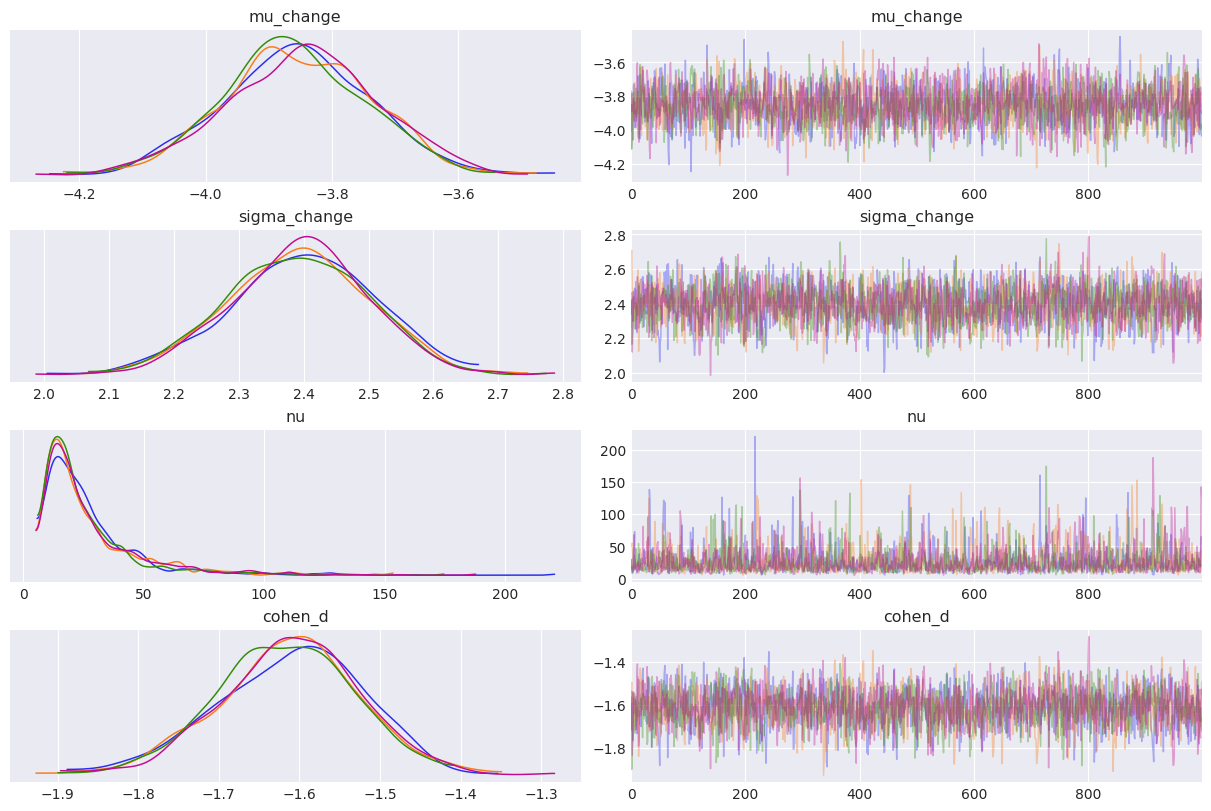 mu_change
mu_change
−4.2 −4.0 −3.8 −3.6
−3.6
−3.8
−4.0
−4.2
0 200 400 600 800
sigma_change
sigma_change
2.0 2.1 2.2 2.3 2.4 2.5 2.6 2.7 2.8
2.8
2.6
2.4
2.2
2.0
0 200 400 600 800
nu
nu
0 50 100 150 200
200
150
100
50
0
0 200 400 600 800
cohen_d
cohen_d
−1.9 −1.8 −1.7 −1.6 −1.5 −1.4 −1.3
−1.4
−1.6
−1.8
0 200 400 600 800